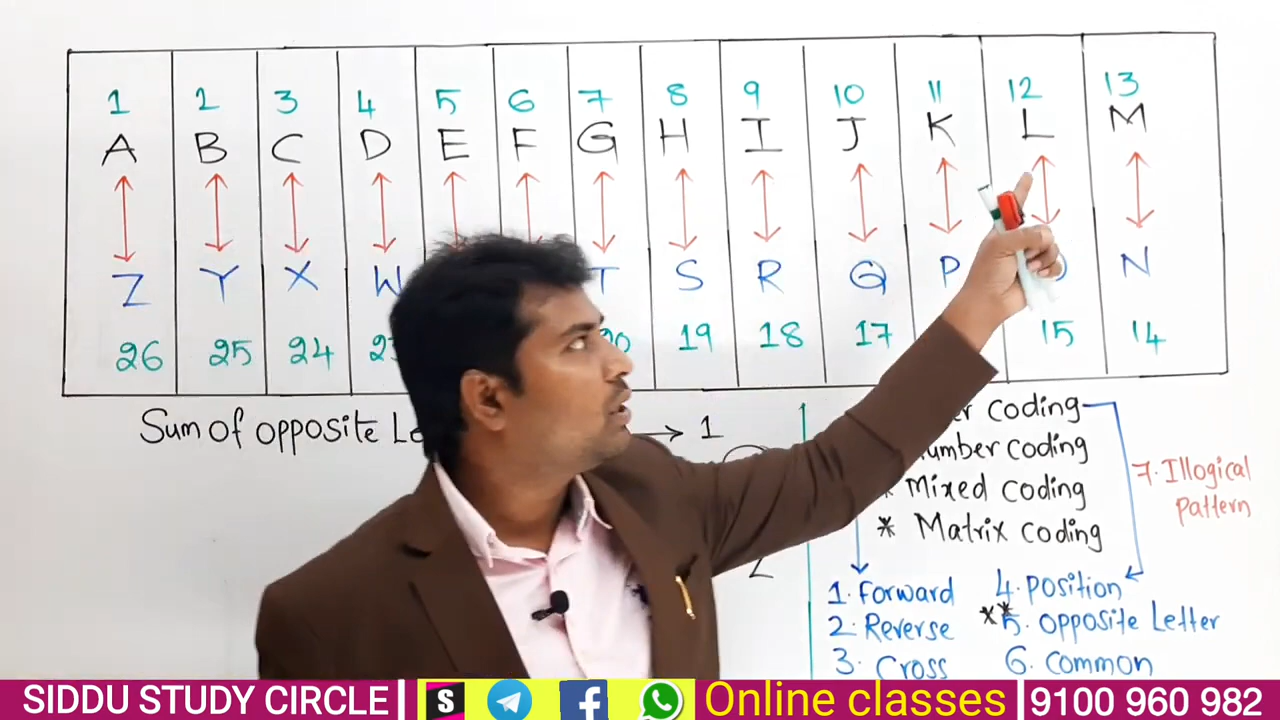 1 2 3 4 5 6 7 8 9 10 11 12 13
A B C D E F G H I J K L M
Z Y X W T S R Q P N
26 25 24 19 18 17 15 14
Sum of opposite → 1
coding
Number coding
* Mixed coding
* Matrix coding
7. Illogical
pattern
1. Forward
2. Reverse
3. Cross
4. position
** 5. opposite Letter
6. common
SIDDU STUDY CIRCLE
S
Online classes
9100 960 982